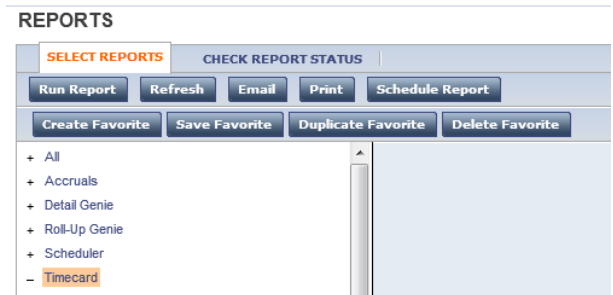 REPORTS
SELECT REPORTS CHECK REPORT STATUS
Run Report Refresh Email Print Schedule Report
Create Favorite Save Favorite Duplicate Favorite Delete Favorite
+ All
+ Accruals
+ Detail Genie
+ Roll-Up Genie
+ Scheduler
– Timecard